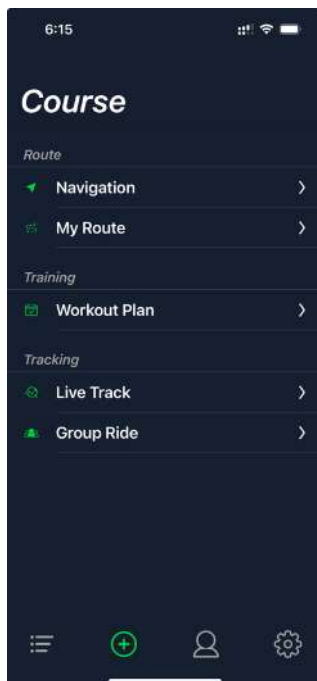 6:15
Course
Route
Navigation
My Route
Training
Workout Plan
Tracking
Live Track
Group Ride